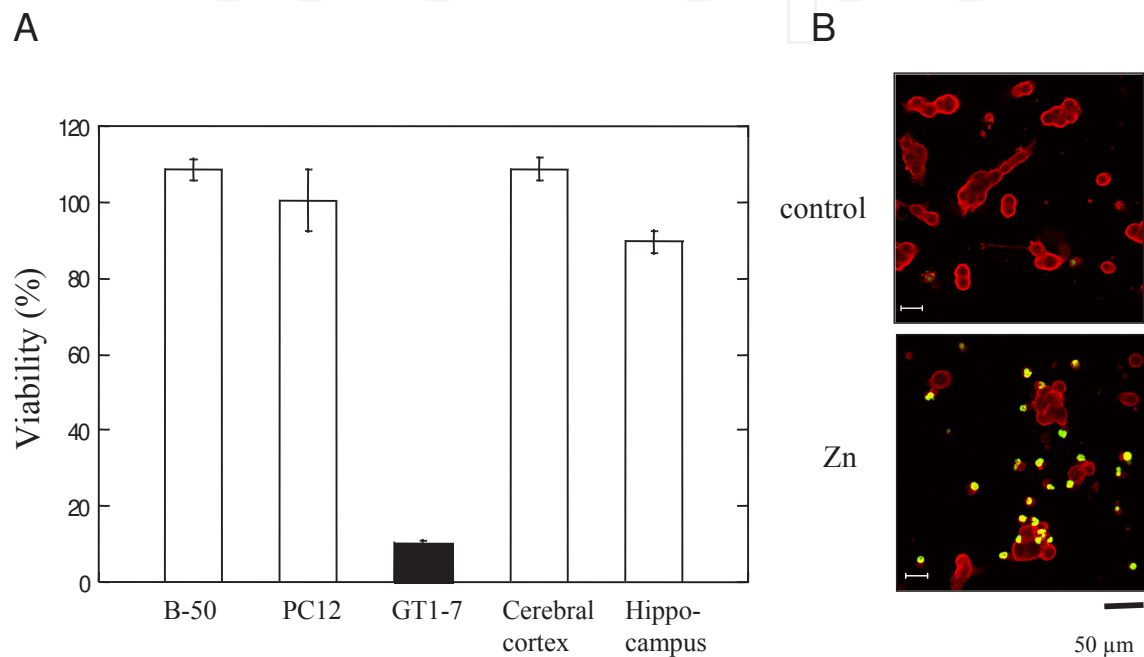 A
B
120
100
80
60
40
20
0
Viability (%)
B-50
PC12
GT1-7
Cerebral
cortex
Hippo-
campus
control
Zn
50 µm